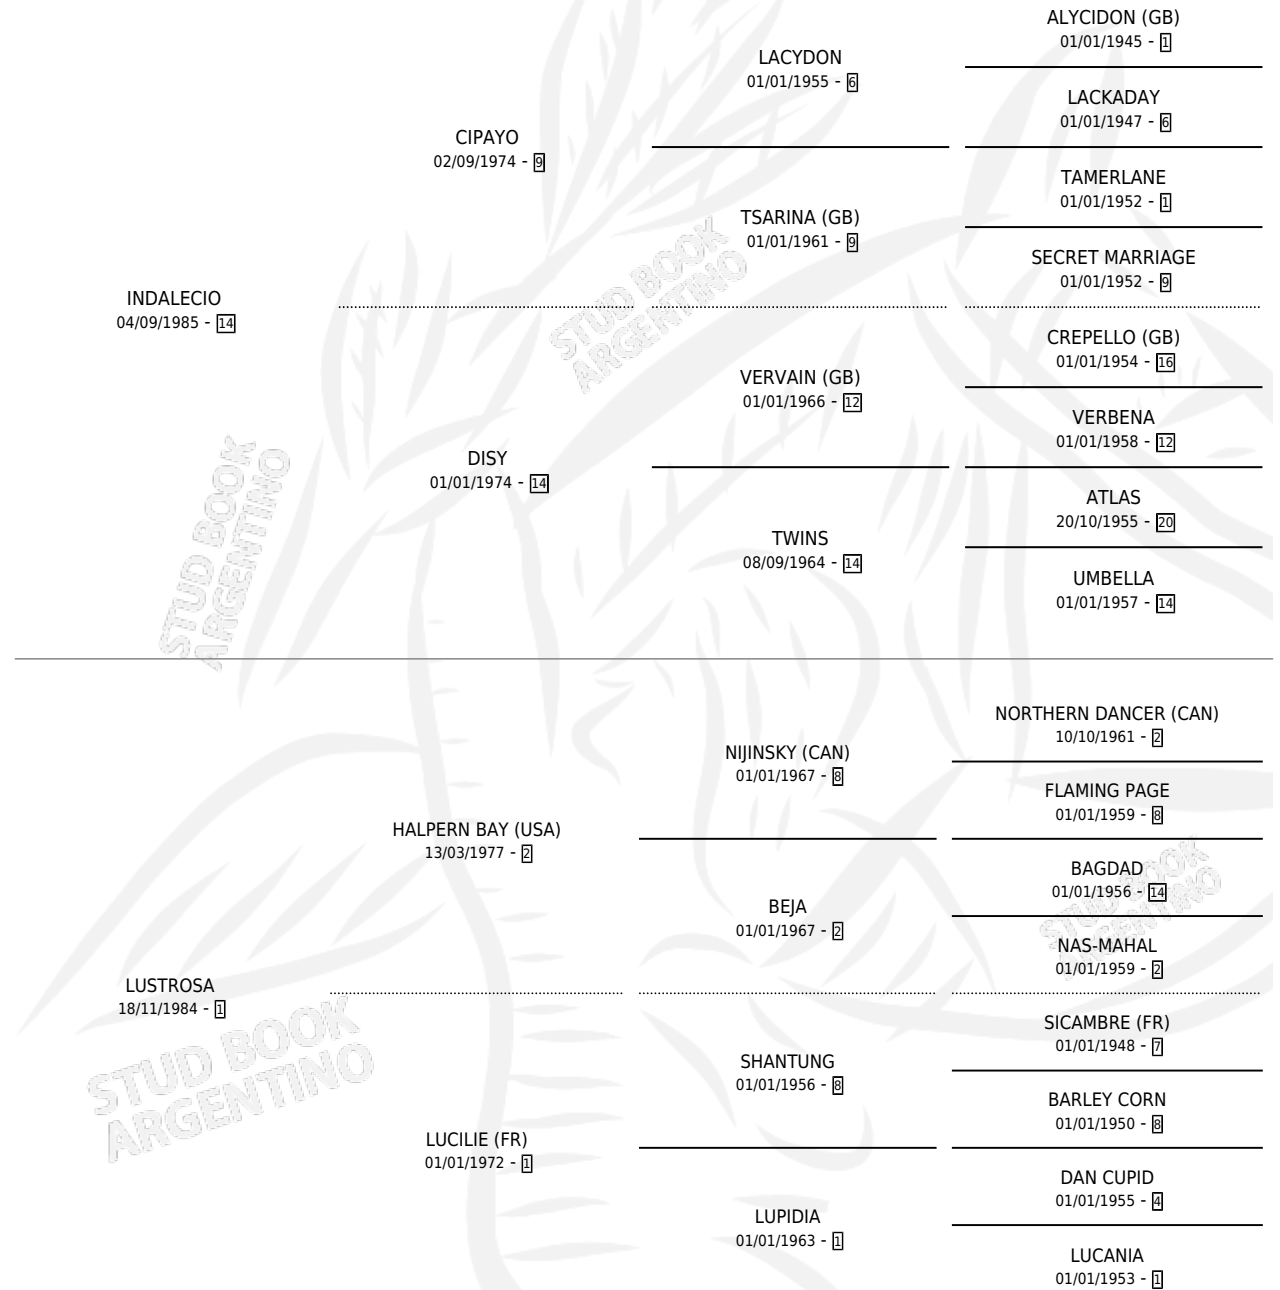 ALYCIDON (GB)
01/01/1945 - 1
LACYDON
01/01/1955 - 6
LACKADAY
01/01/1947 - 6
CIPAYO
02/09/1974 - 9
TAMERLANE
01/01/1952 - 1
TSARINA (GB)
01/01/1961 - 9
SECRET MARRIAGE
01/01/1952 - 9
INDALECIO
04/09/1985 - 14
CREPELLO (GB)
01/01/1954 - 16
VERVAIN (GB)
01/01/1966 - 12
VERBENA
01/01/1958 - 12
DISY
01/01/1974 - 14
ATLAS
20/10/1955 - 20
TWINS
08/09/1964 - 14
UMBELLA
01/01/1957 - 14
NORTHERN DANCER (CAN)
10/10/1961 - 2
NIJINSKY (CAN)
01/01/1967 - 8
FLAMING PAGE
01/01/1959 - 8
HALPERN BAY (USA)
13/03/1977 - 2
BAGDAD
01/01/1956 - 14
BEJA
01/01/1967 - 2
NAS-MAHAL
01/01/1959 - 2
LUSTROSA
18/11/1984 - 1
SICAMBRE (FR)
01/01/1948 - 7
SHANTUNG
01/01/1956 - 8
BARLEY CORN
01/01/1950 - 8
LUCILIE (FR)
01/01/1972 - 1
DAN CUPID
01/01/1955 - 4
LUPIDIA
01/01/1963 - 1
LUCANIA
01/01/1953 - 1
STUD BOOK
ARGENTINO
STUD BOOK
ARGENTINO
STUD BOOK
ARGENTINO
STUD BOOK
ARGENTINO